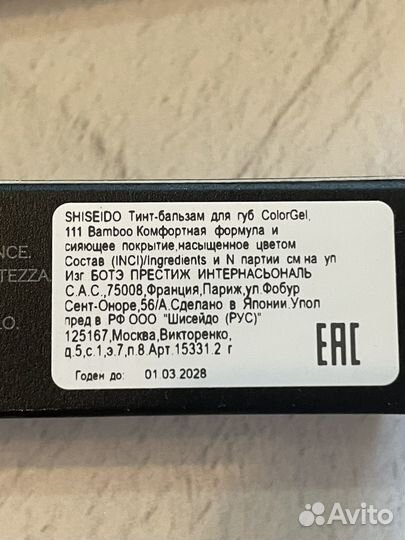 NCE.
TEZZA.
O.
SHISEIDO Тинт-бальзам для губ ColorGel,
111 Bamboo Комфортная формула и
сияющее покрытие,насыщенное цветом
Состав (INCI)/Ingredients и N партии см на уп
Изг БОТЭ ПРЕСТИЖ ИНТЕРНАСЬОНАЛЬ
С.А.С.,75008,Франция,Париж,ул.Фобур
Сент-Оноре,56/А.Сделано в Японии.Упол
пред в РФ ООО "Шисейдо (РУС)"
125167,Москва,Викторенко,
д.5,с.1,э.7,п.8.Арт.15331.2 г
EAC
Годен до: 01 03 2028
Avito